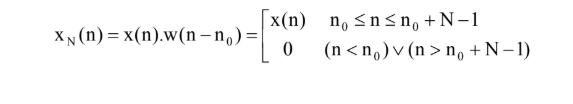 x_N(n) = x(n).w(n − n_0) = [ x(n)   n_0 ≤ n ≤ n_0 + N − 1
0   (n < n_0) ∨ (n > n_0 + N − 1)